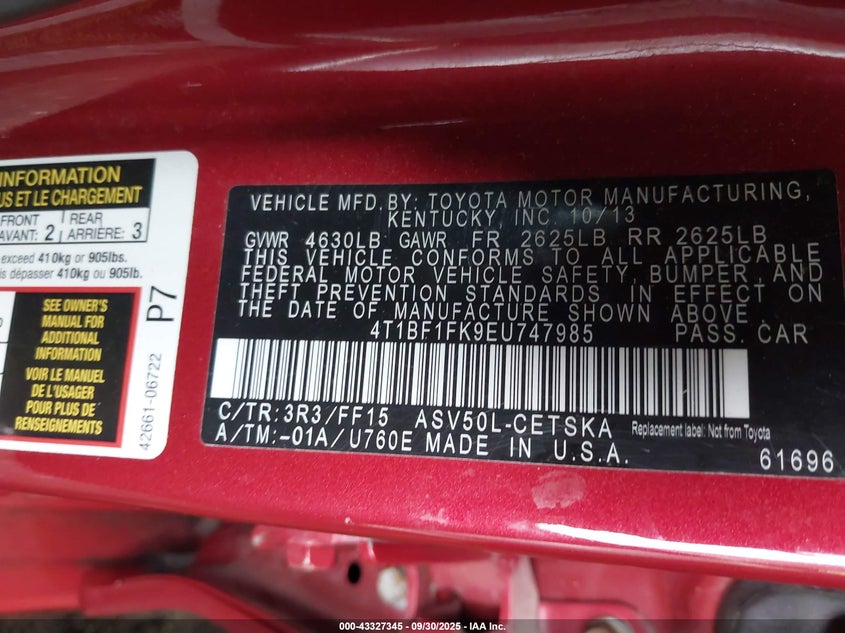 INFORMATION
US ET LE CHARGEMENT
FRONT
AVANT: 2
REAR
ARRIÈRE: 3
exceed 410kg or 905lbs.
is dépasser 410kg ou 905lb.
SEE OWNER'S
MANUAL FOR
ADDITIONAL
INFORMATION
VOIR LE MANUEL
DE L'USAGER
POUR PLUS DE
RENSEIGNEMENTS
P7
42661-06722
VEHICLE MFD. BY: TOYOTA MOTOR MANUFACTURING,
KENTUCKY, INC. 10/13
GVWR 4630LB GAWR FR 2625LB RR 2625LB
THIS VEHICLE CONFORMS TO ALL APPLICABLE
FEDERAL MOTOR VEHICLE SAFETY, BUMPER AND
THEFT PREVENTION STANDARDS IN EFFECT ON
THE DATE OF MANUFACTURE SHOWN ABOVE.
4T1BF1FK9EU747985 PASS. CAR
C/TR: 3R3/FF15 ASV50L-CETSKA Replacement label: Not from Toyota
A/TM:-01A/U760E MADE IN U.S.A.
61696
000-43327345 - 09/30/2025 - © IAA Corp.